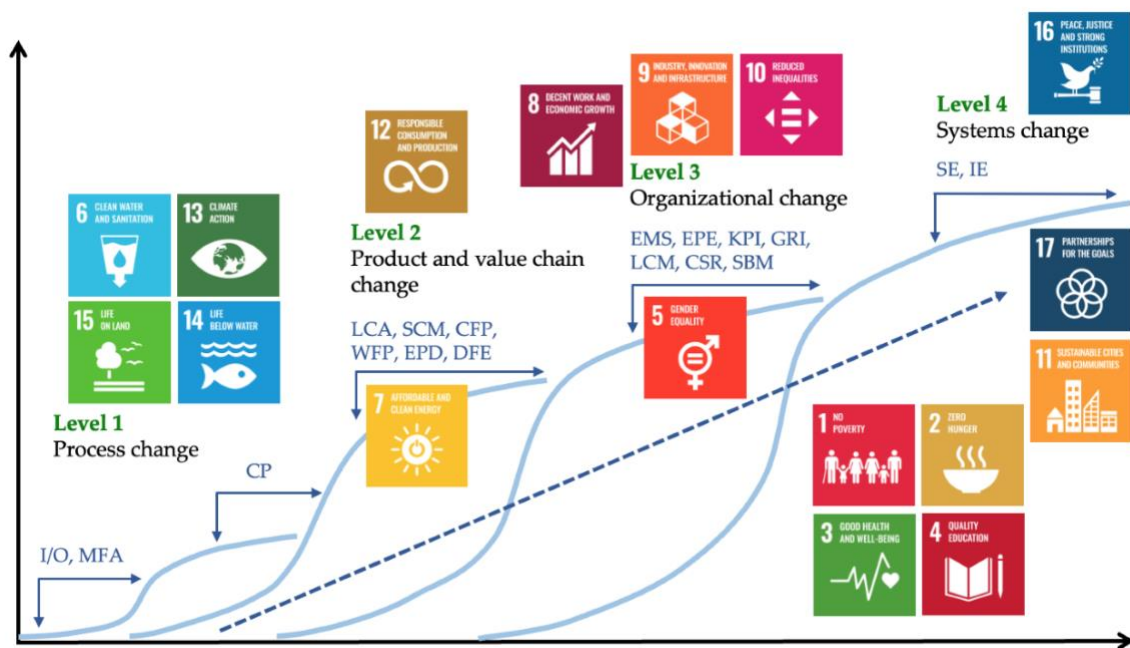 16 PEACE, JUSTICE
AND STRONG
INSTITUTIONS
9 INDUSTRY, INNOVATION
AND INFRASTRUCTURE
10 REDUCED
INEQUALITIES
8 DECENT WORK AND
ECONOMIC GROWTH
Level 4
Systems change
SE, IE
12 RESPONSIBLE
CONSUMPTION
AND PRODUCTION
Level 3
Organizational change
EMS, EPE, KPI, GRI,
LCM, CSR, SBM
6 CLEAN WATER
AND SANITATION
13 CLIMATE
ACTION
15 LIFE
ON LAND
14 LIFE
BELOW WATER
Level 2
Product and value chain
change
LCA, SCM, CFP,
WFP, EPD, DFE
17 PARTNERSHIPS
FOR THE GOALS
5 GENDER
EQUALITY
11 SUSTAINABLE CITIES
AND COMMUNITIES
7 AFFORDABLE AND
CLEAN ENERGY
Level 1
Process change
CP
I/O, MFA
1 NO
POVERTY
2 ZERO
HUNGER
3 GOOD HEALTH
AND WELL-BEING
4 QUALITY
EDUCATION